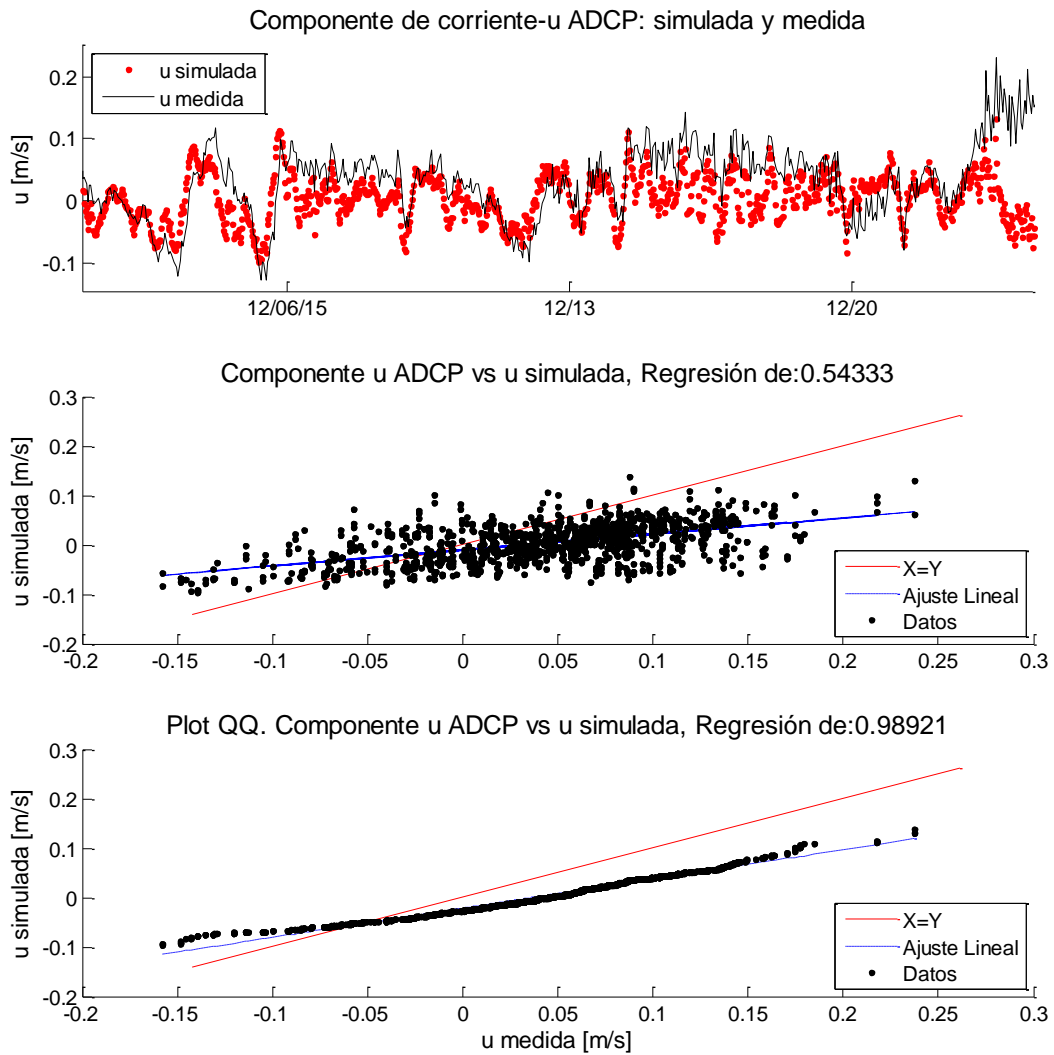 Componente de corriente-u ADCP: simulada y medida
u [m/s]
0.2
0.1
0
-0.1
u simulada
u medida
12/06/15
12/13
12/20
Componente u ADCP vs u simulada, Regresión de:0.54333
u simulada [m/s]
0.3
0.2
0.1
0
-0.1
-0.2
X=Y
Ajuste Lineal
Datos
-0.2
-0.15
-0.1
-0.05
0
0.05
0.1
0.15
0.2
0.25
0.3
Plot QQ. Componente u ADCP vs u simulada, Regresión de:0.98921
u simulada [m/s]
0.3
0.2
0.1
0
-0.1
-0.2
X=Y
Ajuste Lineal
Datos
-0.2
-0.15
-0.1
-0.05
0
0.05
0.1
0.15
0.2
0.25
0.3
u medida [m/s]